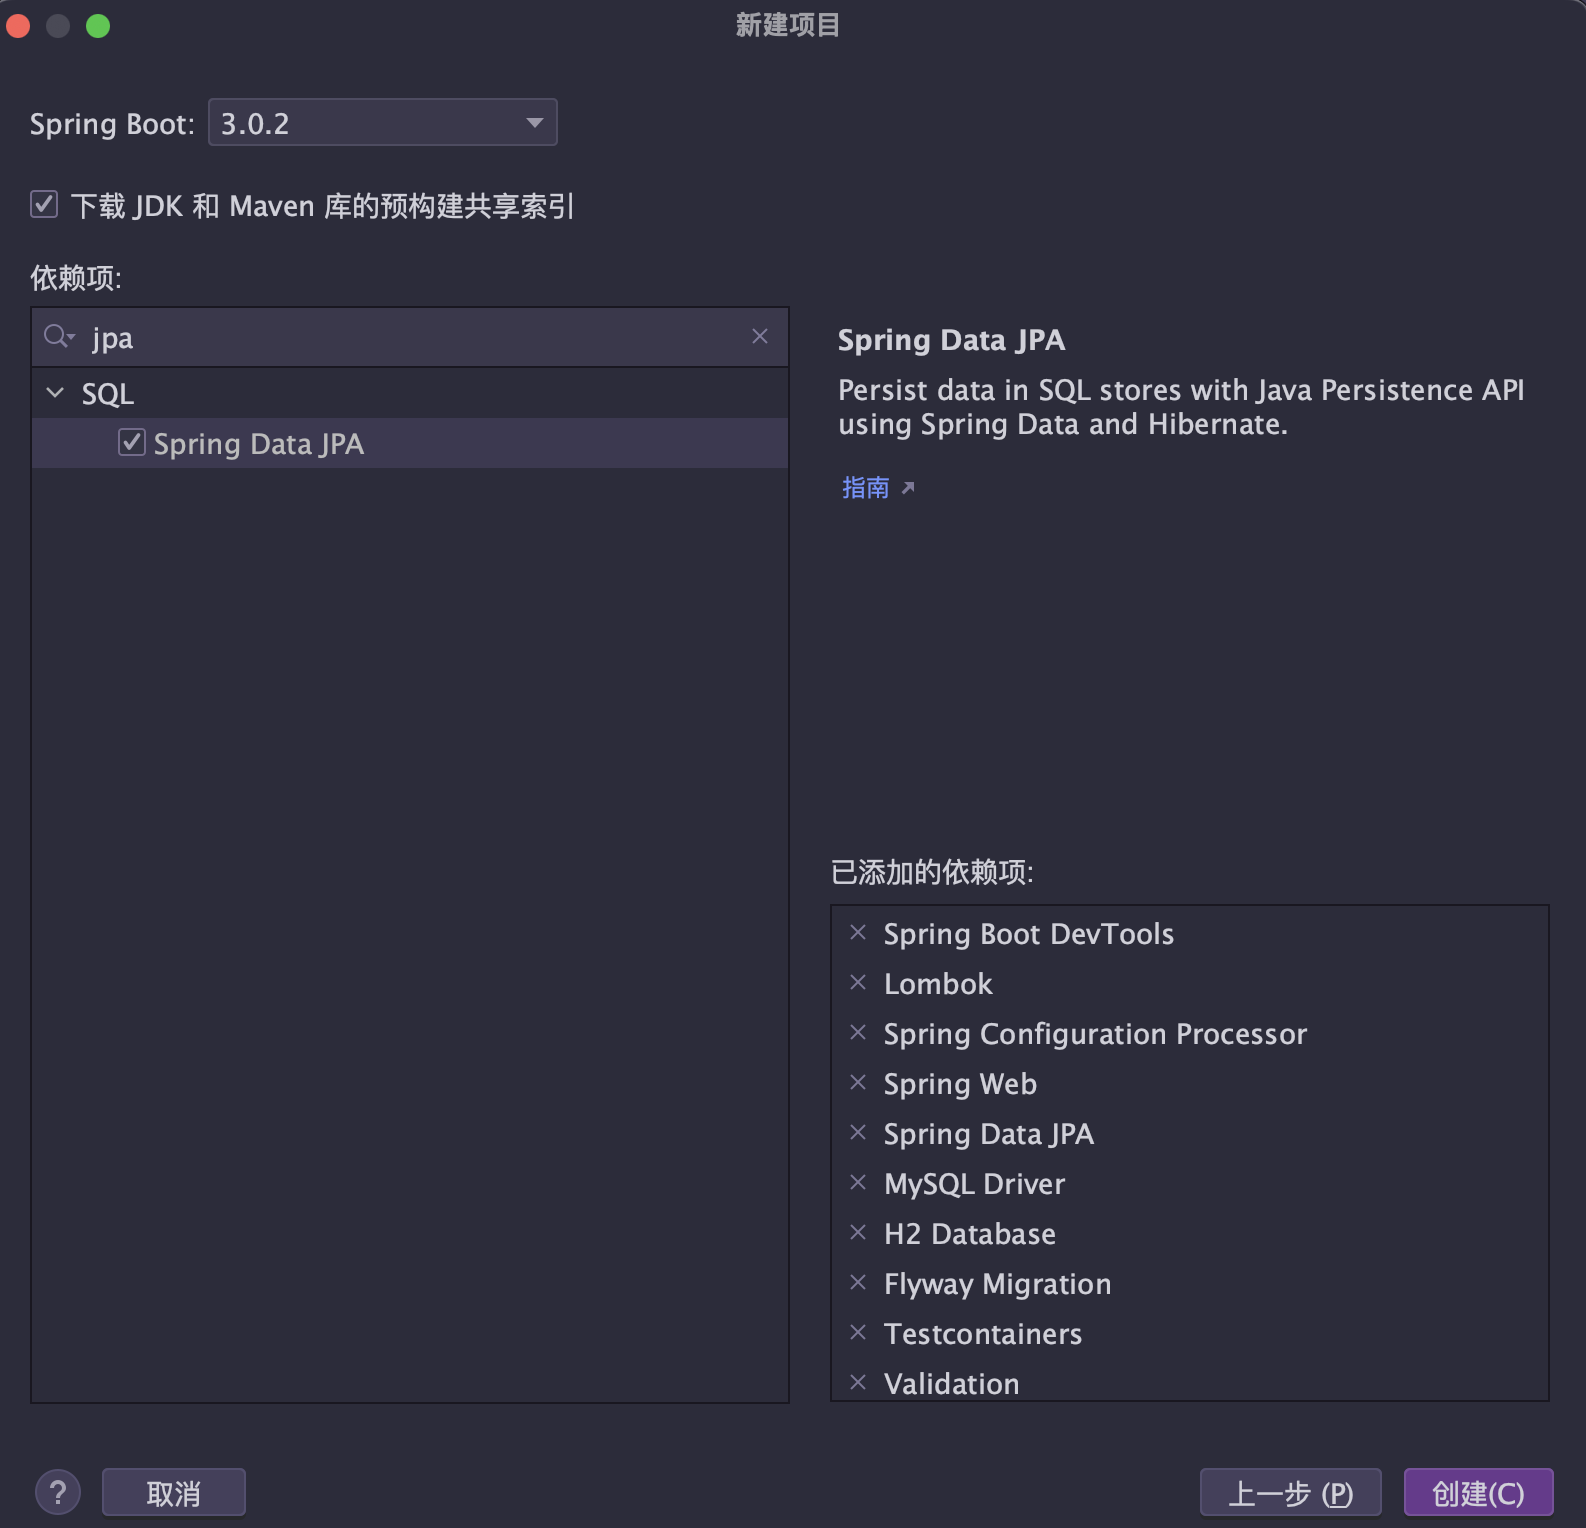 新建项目
Spring Boot: 3.0.2
下载 JDK 和 Maven 库的预构建共享索引
依赖项:
jpa
SQL
Spring Data JPA
Spring Data JPA
Persist data in SQL stores with Java Persistence API
using Spring Data and Hibernate.
指南
已添加的依赖项:
Spring Boot DevTools
Lombok
Spring Configuration Processor
Spring Web
Spring Data JPA
MySQL Driver
H2 Database
Flyway Migration
Testcontainers
Validation
? 取消 上一步 (P) 创建(C)